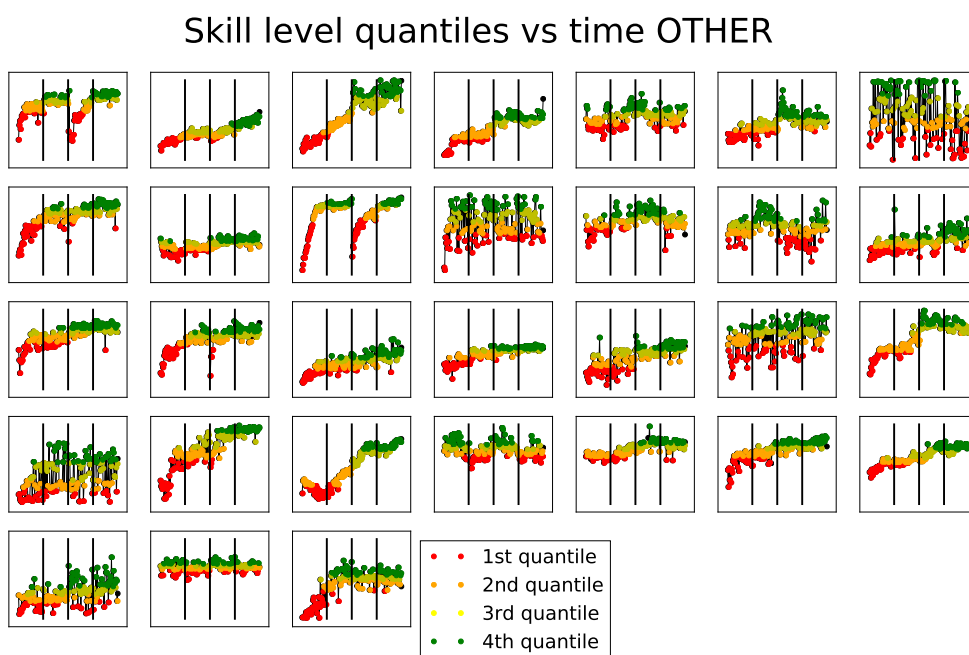 Skill level quantiles vs time OTHER
1st quantile
2nd quantile
3rd quantile
4th quantile